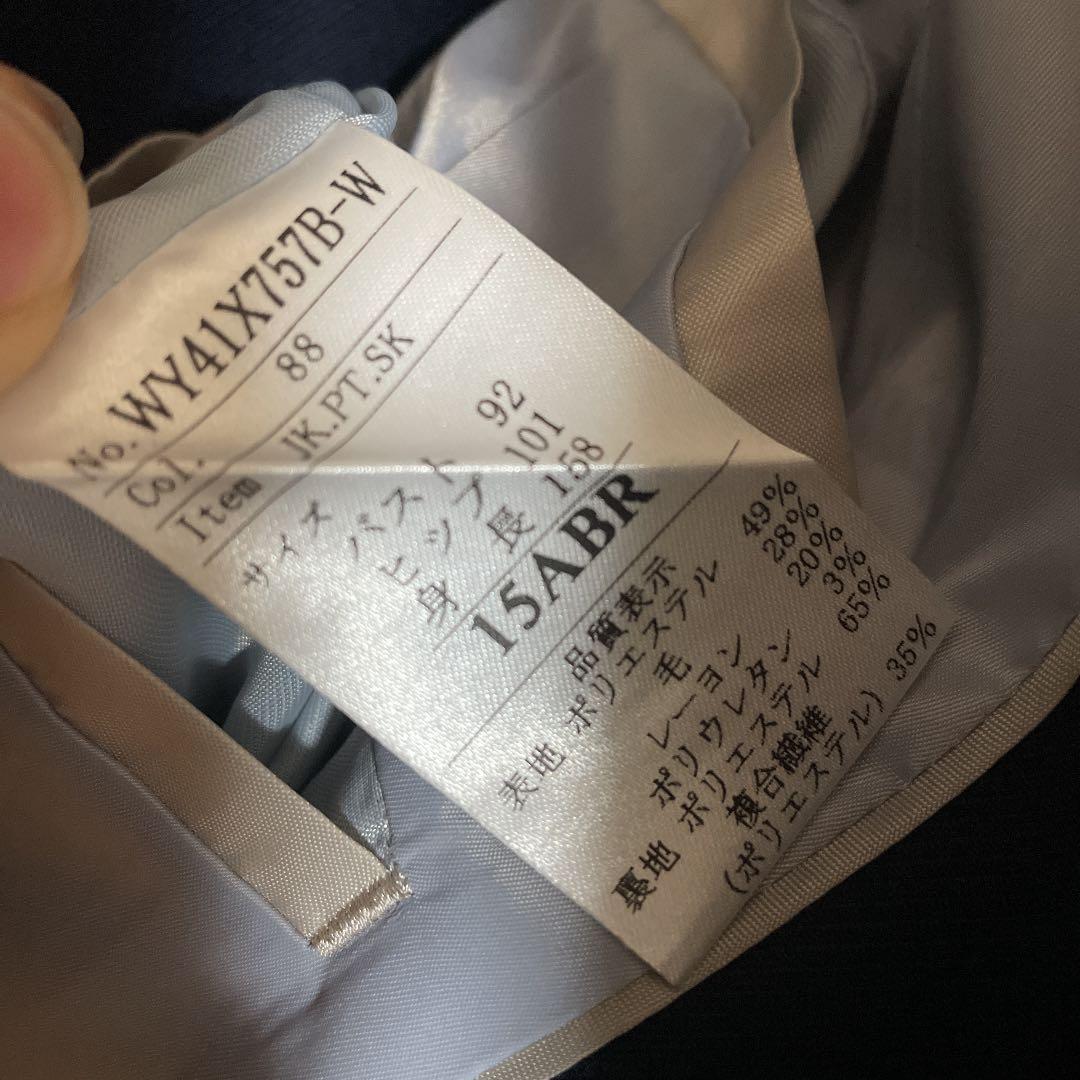 No. WY41X757B-W
Col. 88
Item JK.PT.SK
サイズ
バスト 92
ヒップ 101
身長 158
15ABR
品質表示
表地 ポリエステル 49%
毛 28%
レーヨン 20%
ポリウレタン 3%
裏地 ポリエステル 65%
複合繊維
(ポリエステル) 35%